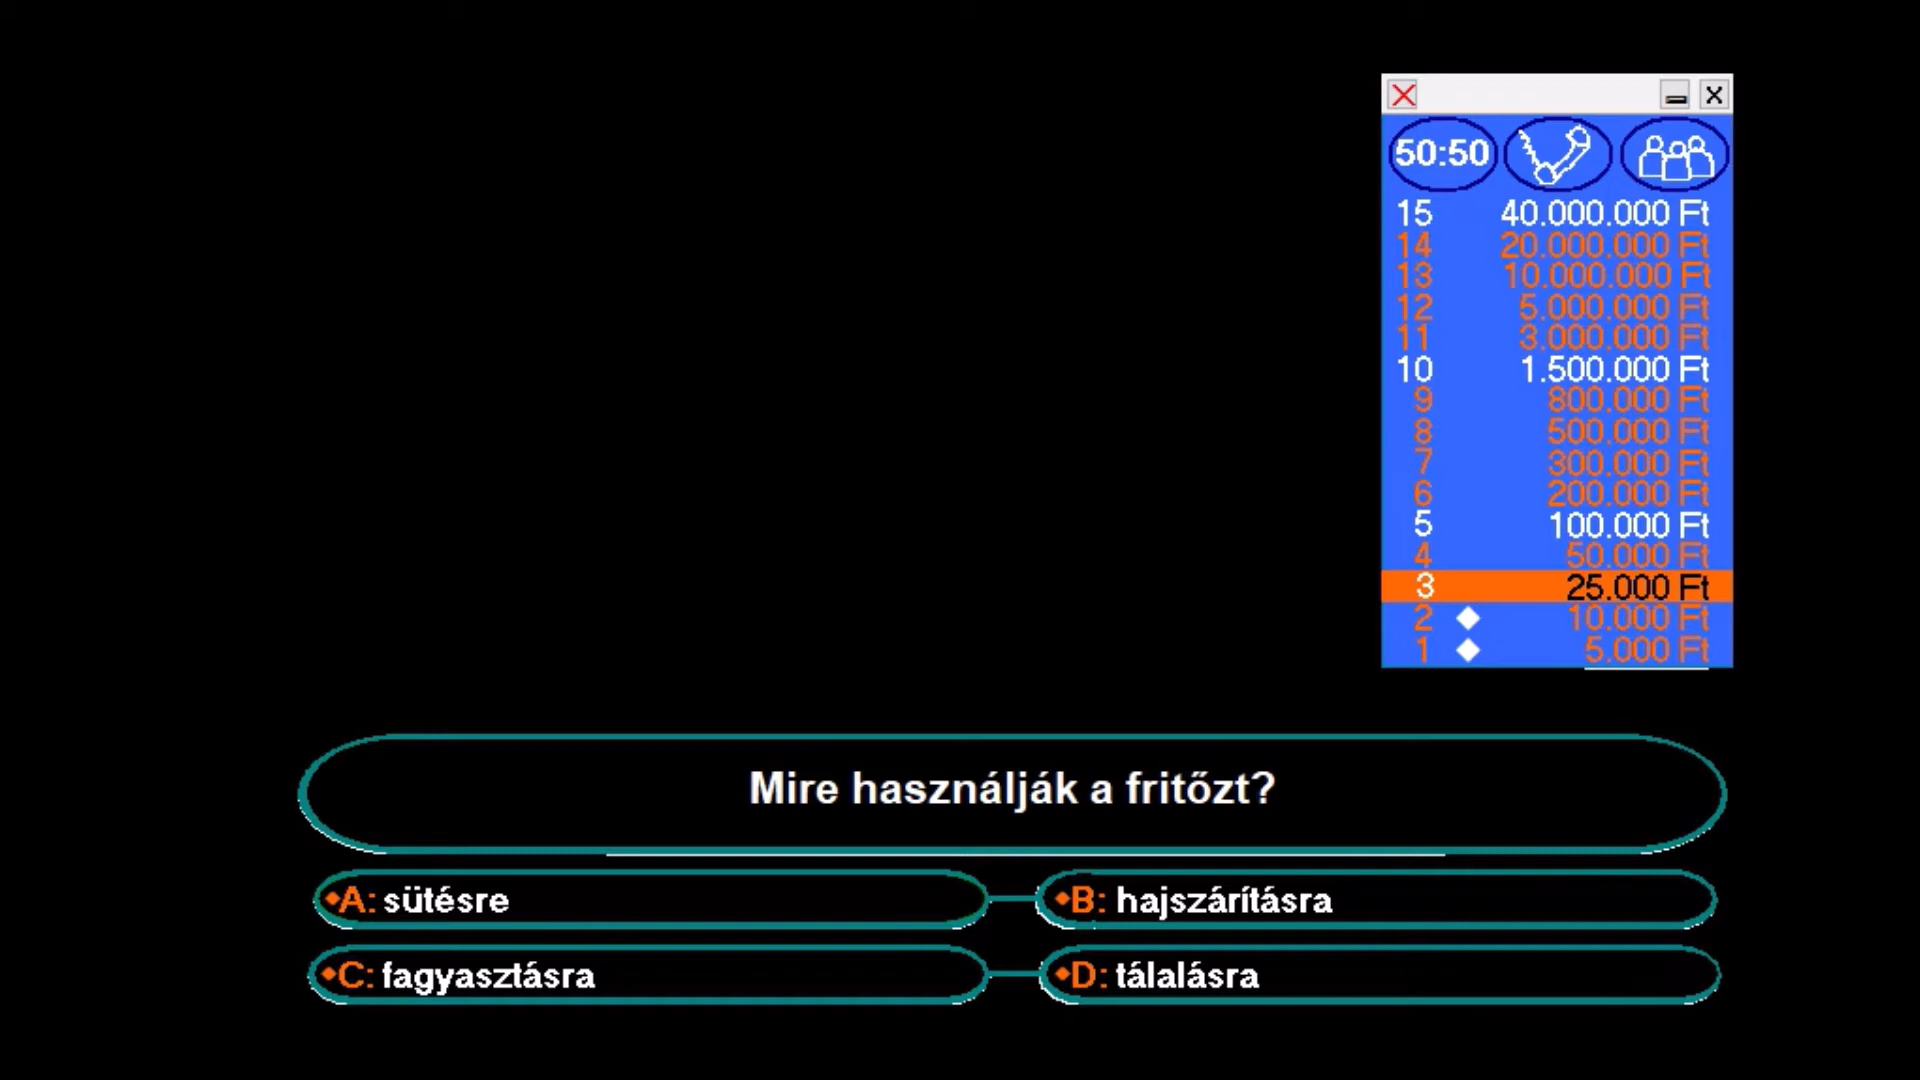 50:50
15 40.000.000 Ft
14 20.000.000 Ft
13 10.000.000 Ft
12 5.000.000 Ft
11 3.000.000 Ft
10 1.500.000 Ft
9 800.000 Ft
8 500.000 Ft
7 300.000 Ft
6 200.000 Ft
5 100.000 Ft
4 50.000 Ft
3 25.000 Ft
2 ◆ 10.000 Ft
1 ◆ 5.000 Ft
Mire használják a fritőzt?
◆A: sütésre
◆B: hajszárításra
◆C: fagyasztásra
◆D: tálalásra